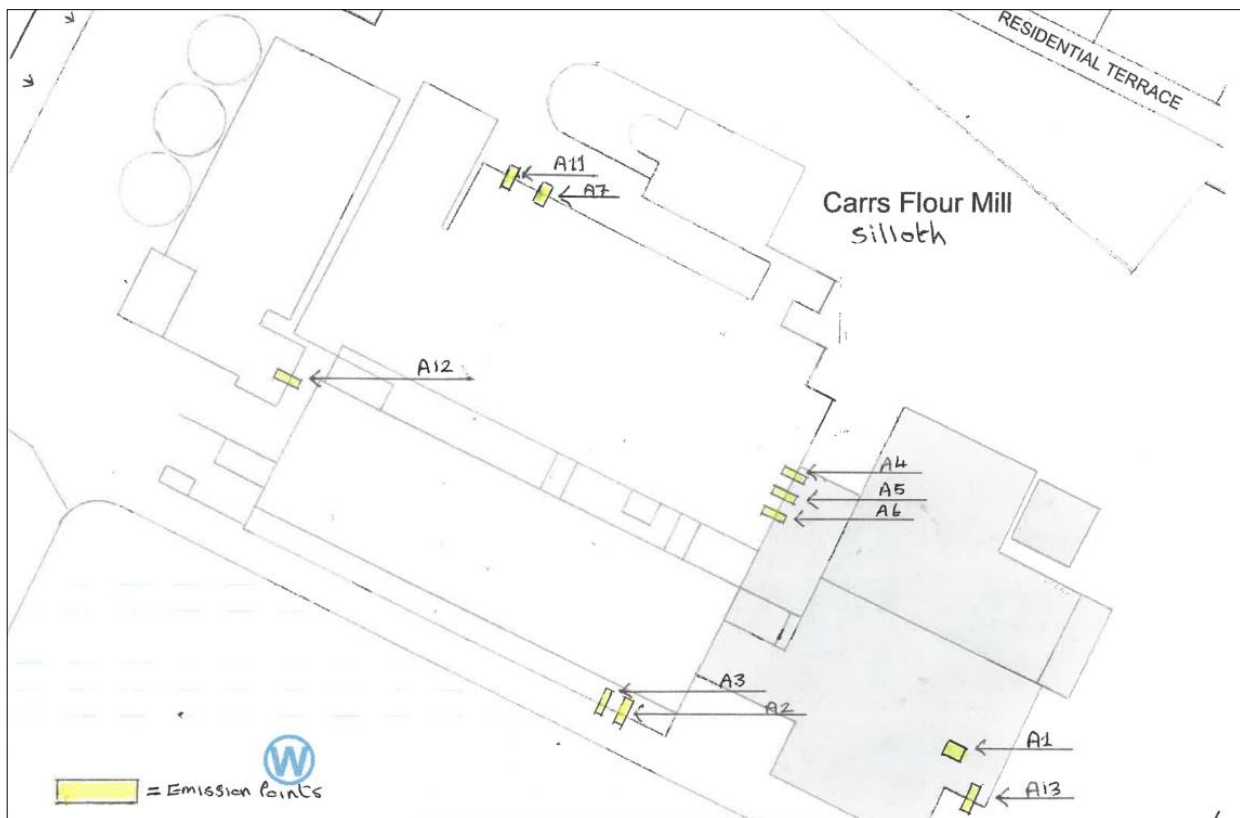 RESIDENTIAL TERRACE
A11
A7
Carrs Flour Mill
Silloth
A12
A4
A5
A6
A3
A2
A1
A13
W
= Emission Points